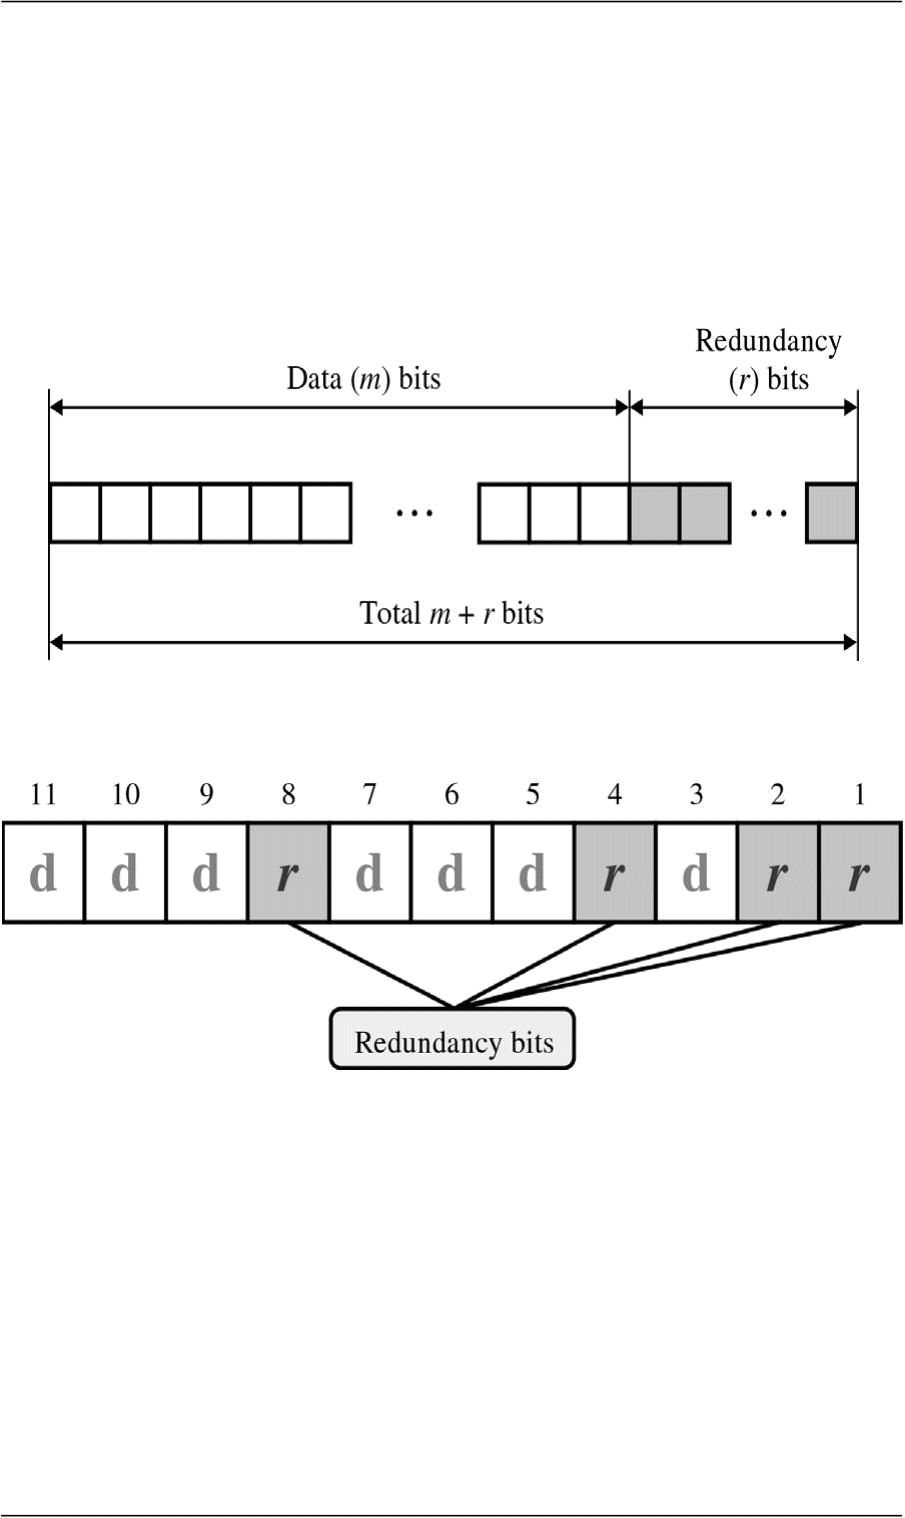 Redundancy
Data (m) bits
(r) bits
...
...
Total m + r bits
11 10 9 8 7 6 5 4 3 2 1
d d d r d d d r d r r
Redundancy bits